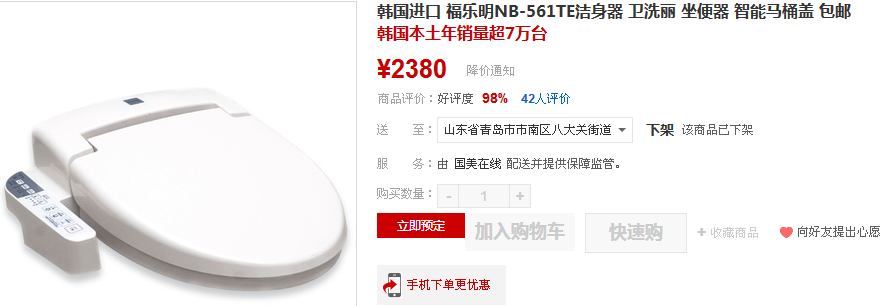 韩国进口 福乐明NB-561TE洁身器 卫洗丽 坐便器 智能马桶盖 包邮
韩国本土年销量超7万台
¥2380 降价通知
商品评价：好评度 98% 42人评价
送 至：山东省青岛市市南区八大关街道 下架 该商品已下架
服 务：由 国美在线 配送并提供保障监管。
购买数量： - 1 +
立即预定 加入购物车 快速购 + 收藏商品 向好友提出心愿
手机下单更优惠